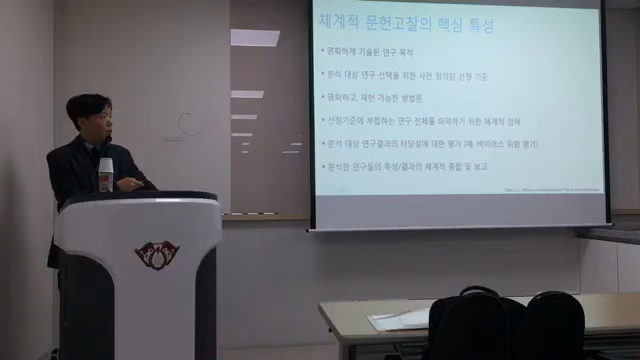 체계적 문헌고찰의 핵심 특성
• 명확하게 기술된 연구 목적
• 분석 대상 연구 선택을 위한 사전 정의된 선정 기준
• 명확하고, 재현 가능한 방법론
• 선정기준에 부합하는 연구 전체를 파악하기 위한 체계적 검색
• 분석 대상 연구결과의 타당성에 대한 평가 (예: 바이어스 위험 평가)
• 분석한 연구들의 특성/결과의 체계적 종합 및 보고